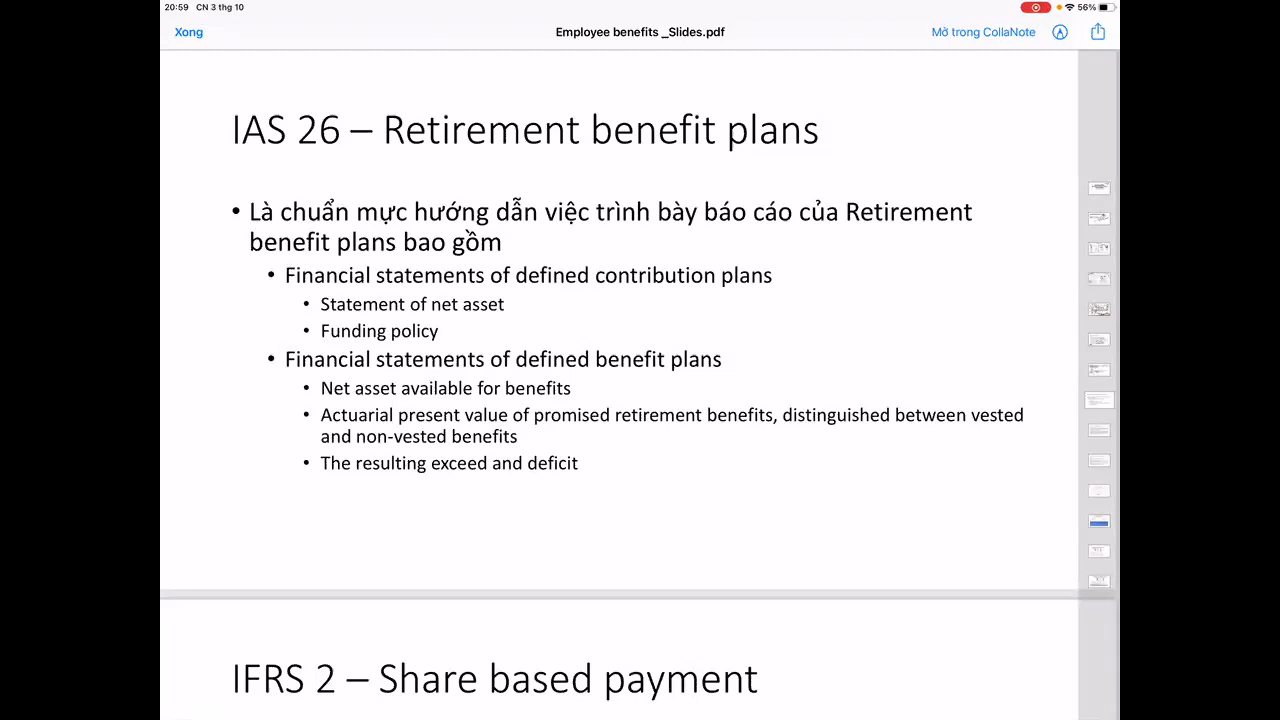 20:59 CN 3 thg 10
56%
Xong
Employee benefits _Slides.pdf
Mở trong CollaNote
IAS 26 – Retirement benefit plans
• Là chuẩn mực hướng dẫn việc trình bày báo cáo của Retirement
benefit plans bao gồm
• Financial statements of defined contribution plans
• Statement of net asset
• Funding policy
• Financial statements of defined benefit plans
• Net asset available for benefits
• Actuarial present value of promised retirement benefits, distinguished between vested
and non-vested benefits
• The resulting exceed and deficit
IFRS 2 – Share based payment